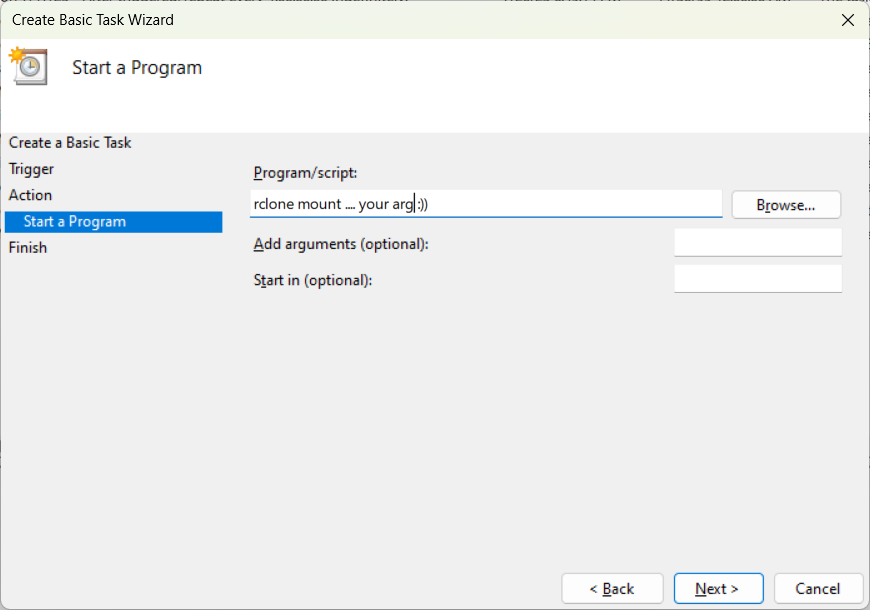 Create Basic Task Wizard
Start a Program
Create a Basic Task
Trigger
Action
Start a Program
Finish
Program/script:
rclone mount .... your arg :))
Browse...
Add arguments (optional):
Start in (optional):
< Back
Next >
Cancel